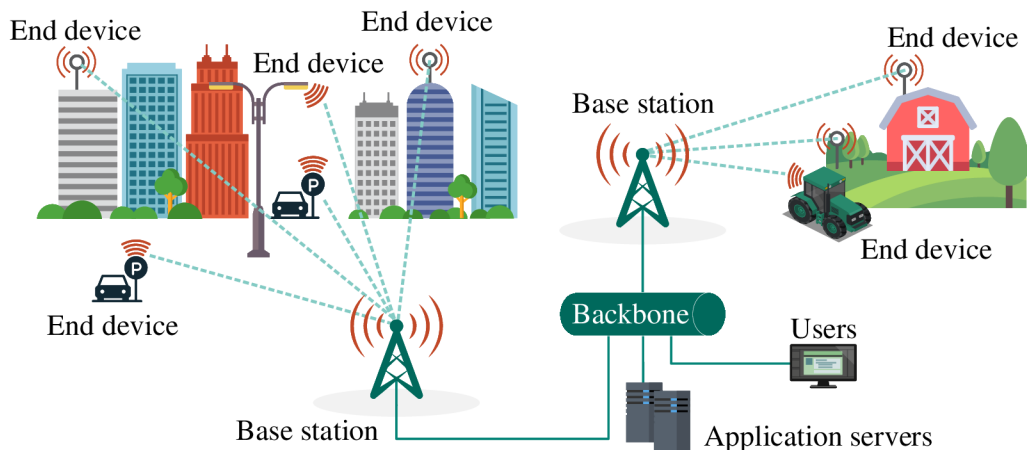 End device
End device
End device
End device
Base station
P
P
End device
End device
Backbone
Users
Base station
Application servers